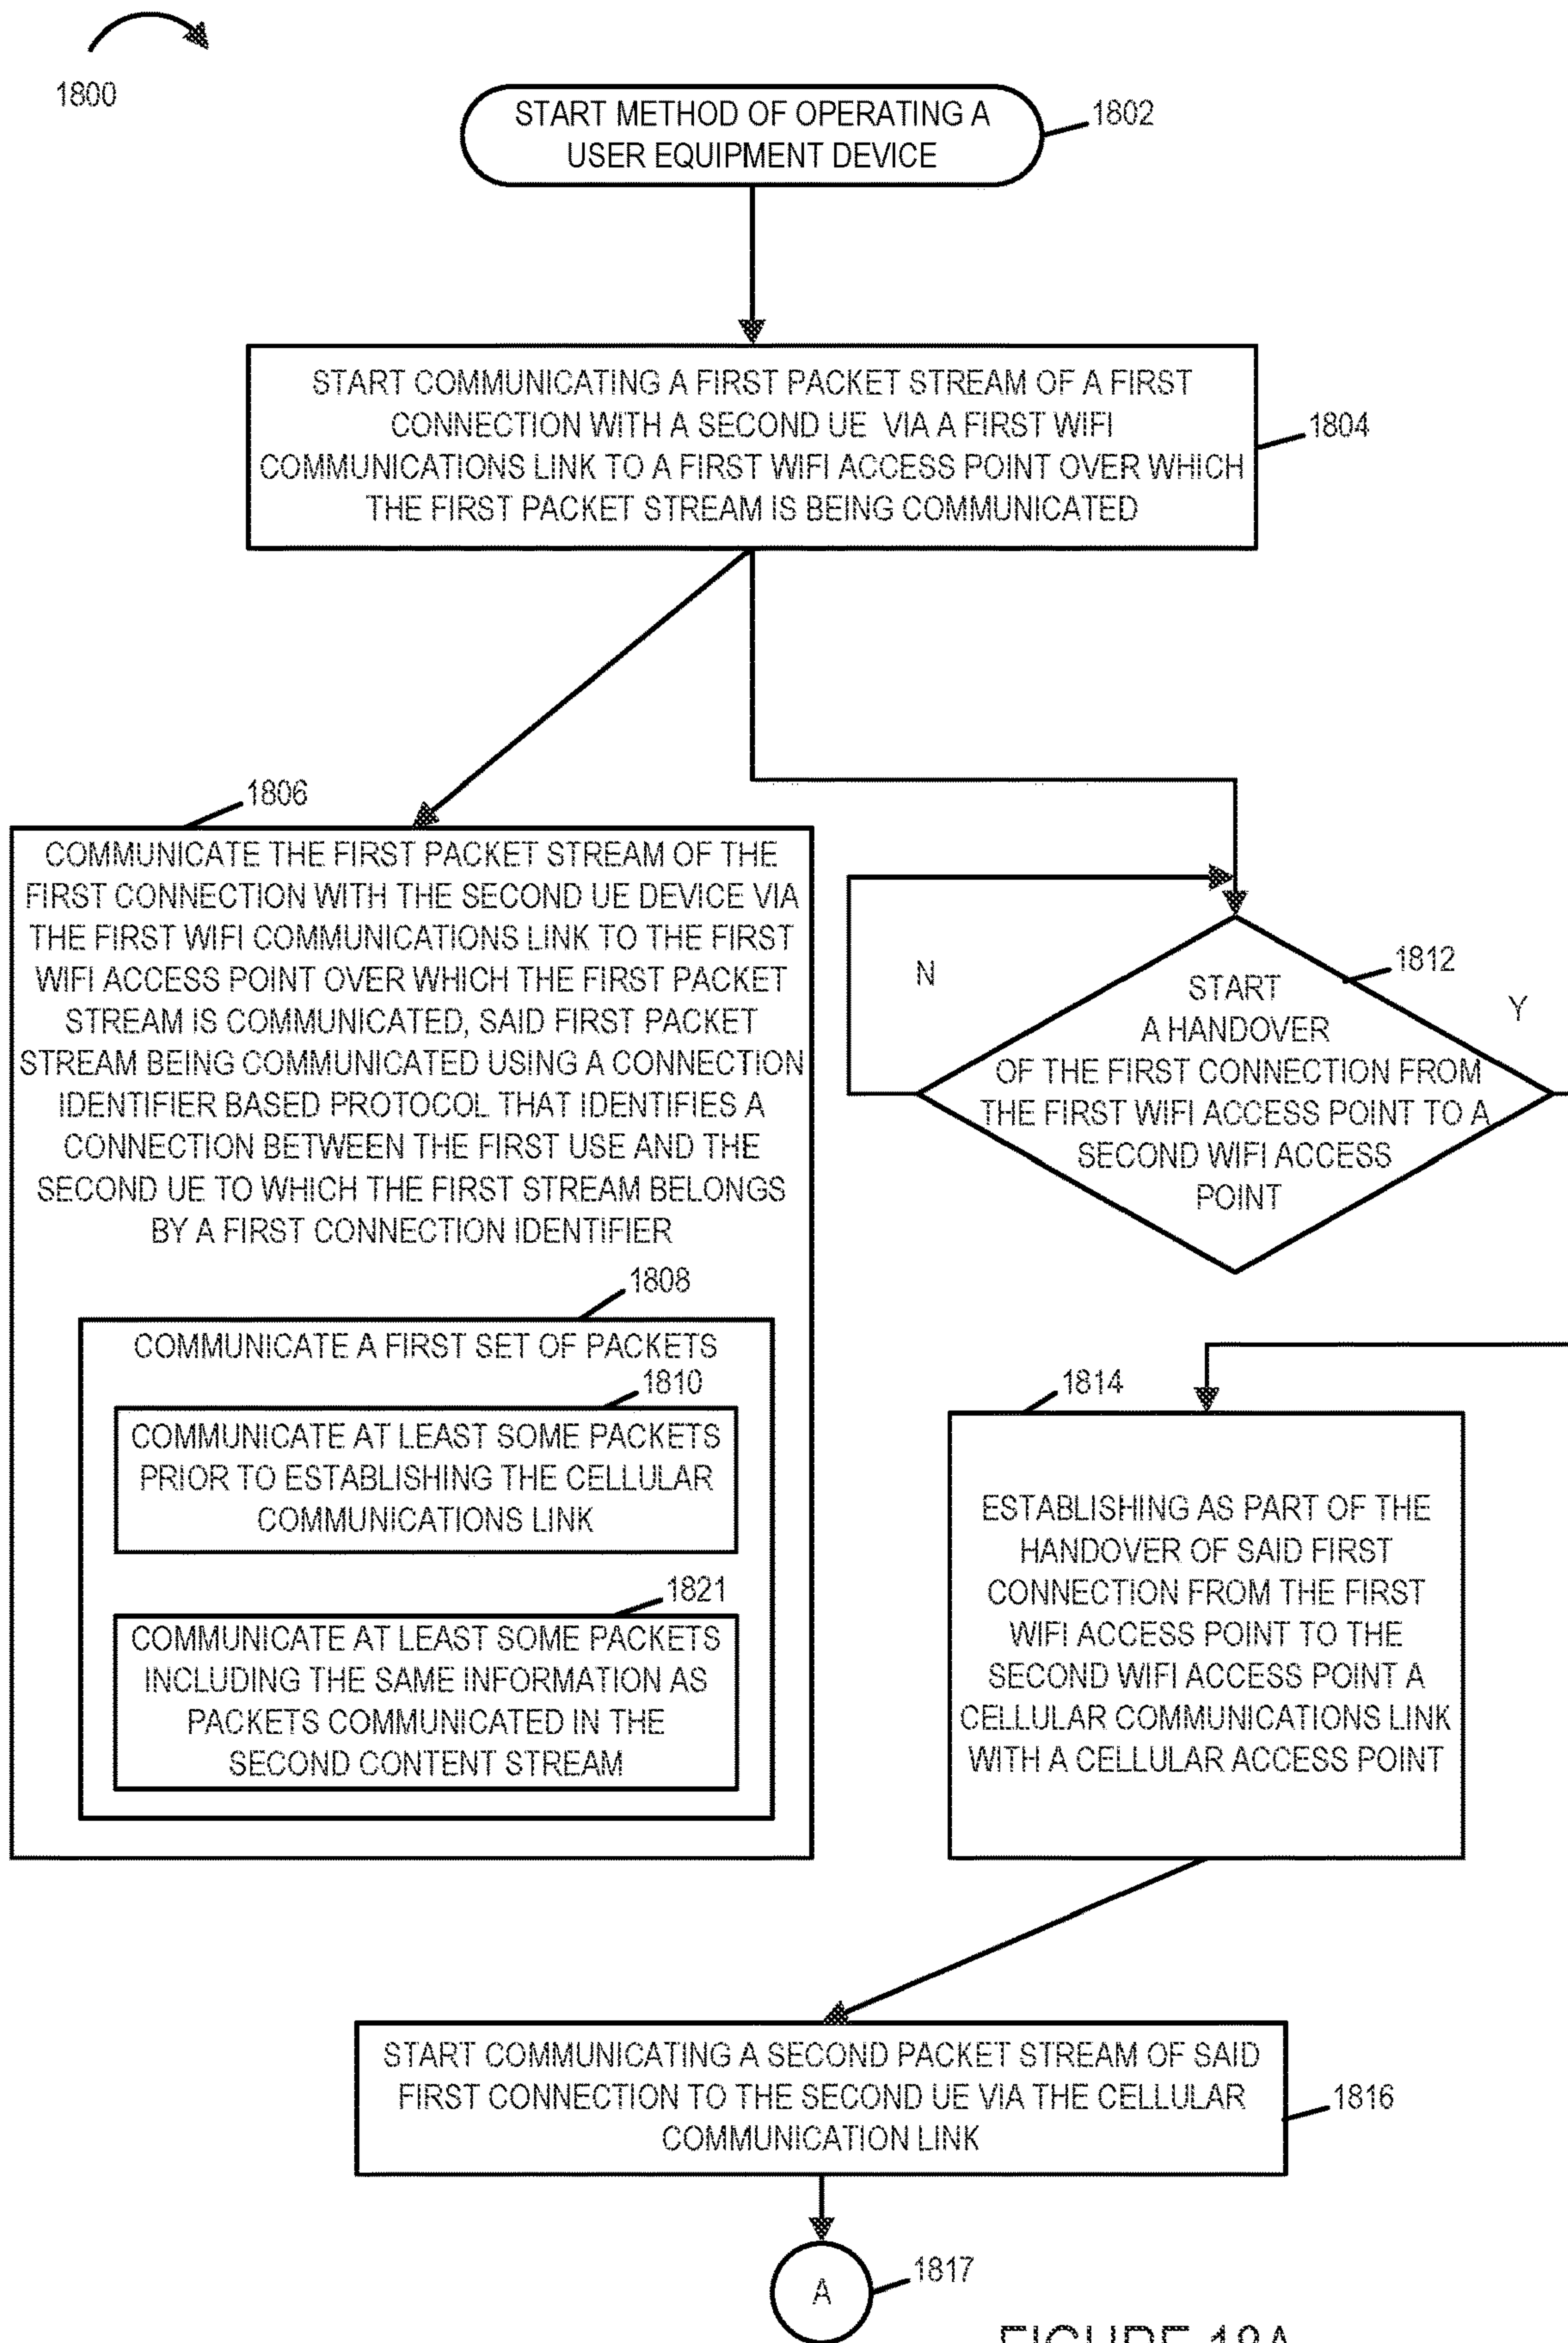 1800
START METHOD OF OPERATING A
USER EQUIPMENT DEVICE
1802
START COMMUNICATING A FIRST PACKET STREAM OF A FIRST
CONNECTION WITH A SECOND UE VIA A FIRST WIFI
COMMUNICATIONS LINK TO A FIRST WIFI ACCESS POINT OVER WHICH
THE FIRST PACKET STREAM IS BEING COMMUNICATED
1804
1806
COMMUNICATE THE FIRST PACKET STREAM OF THE
FIRST CONNECTION WITH THE SECOND UE DEVICE VIA
THE FIRST WIFI COMMUNICATIONS LINK TO THE FIRST
WIFI ACCESS POINT OVER WHICH THE FIRST PACKET
STREAM IS COMMUNICATED, SAID FIRST PACKET
STREAM BEING COMMUNICATED USING A CONNECTION
IDENTIFIER BASED PROTOCOL THAT IDENTIFIES A
CONNECTION BETWEEN THE FIRST USE AND THE
SECOND UE TO WHICH THE FIRST STREAM BELONGS
BY A FIRST CONNECTION IDENTIFIER
1808
COMMUNICATE A FIRST SET OF PACKETS
1810
COMMUNICATE AT LEAST SOME PACKETS
PRIOR TO ESTABLISHING THE CELLULAR
COMMUNICATIONS LINK
1821
COMMUNICATE AT LEAST SOME PACKETS
INCLUDING THE SAME INFORMATION AS
PACKETS COMMUNICATED IN THE
SECOND CONTENT STREAM
N
1812
Y
START
A HANDOVER
OF THE FIRST CONNECTION FROM
THE FIRST WIFI ACCESS POINT TO A
SECOND WIFI ACCESS
POINT
1814
ESTABLISHING AS PART OF THE
HANDOVER OF SAID FIRST
CONNECTION FROM THE FIRST
WIFI ACCESS POINT TO THE
SECOND WIFI ACCESS POINT A
CELLULAR COMMUNICATIONS LINK
WITH A CELLULAR ACCESS POINT
START COMMUNICATING A SECOND PACKET STREAM OF SAID
FIRST CONNECTION TO THE SECOND UE VIA THE CELLULAR
COMMUNICATION LINK
1816
A
1817
FIGURE 18A